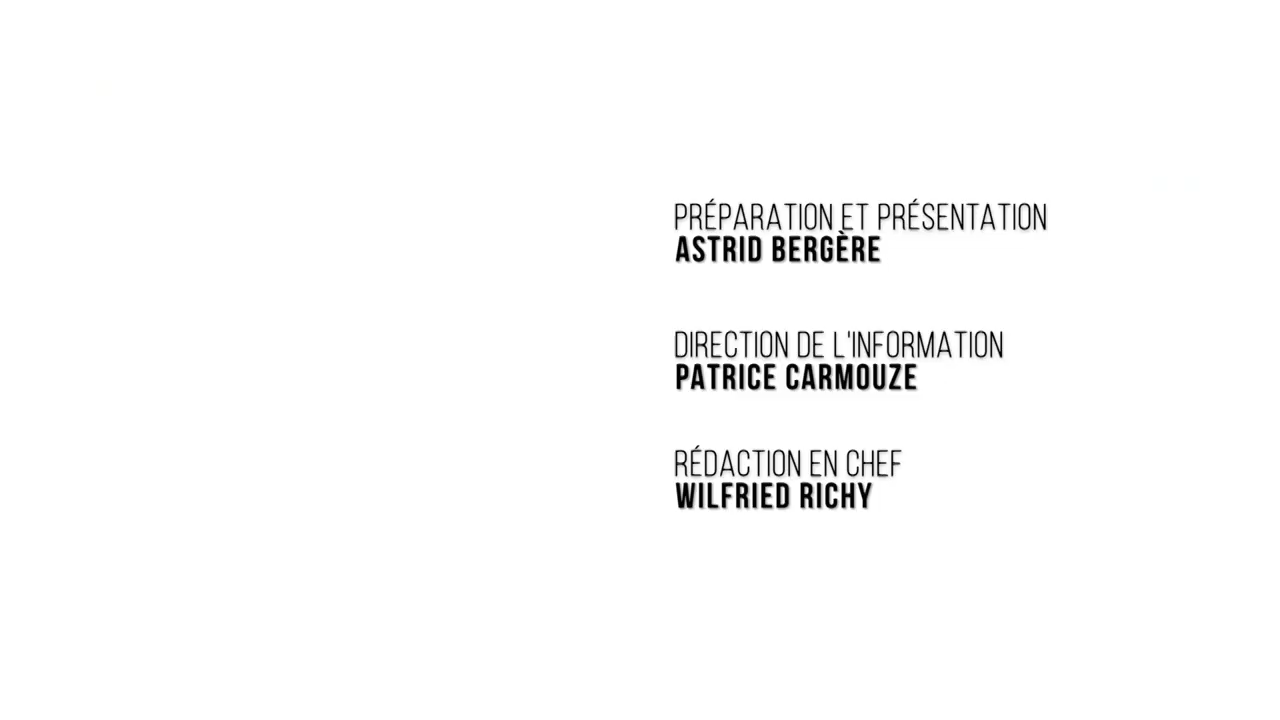 PRÉPARATION ET PRÉSENTATION
ASTRID BERGÈRE
DIRECTION DE L'INFORMATION
PATRICE CARMOUZE
RÉDACTION EN CHEF
WILFRIED RICHY